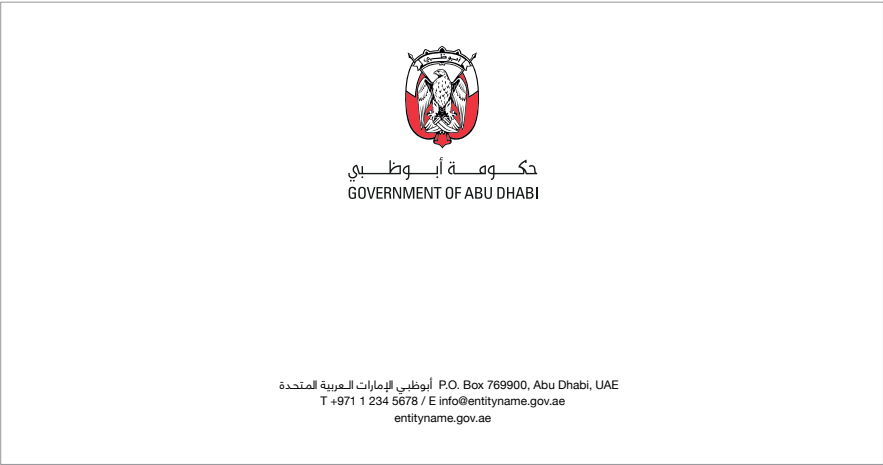 أبوظبي
حكومة أبوظبي
GOVERNMENT OF ABU DHABI
أبوظبي الإمارات العربية المتحدة P.O. Box 769900, Abu Dhabi, UAE
T +971 1 234 5678 / E info@entityname.gov.ae
entityname.gov.ae